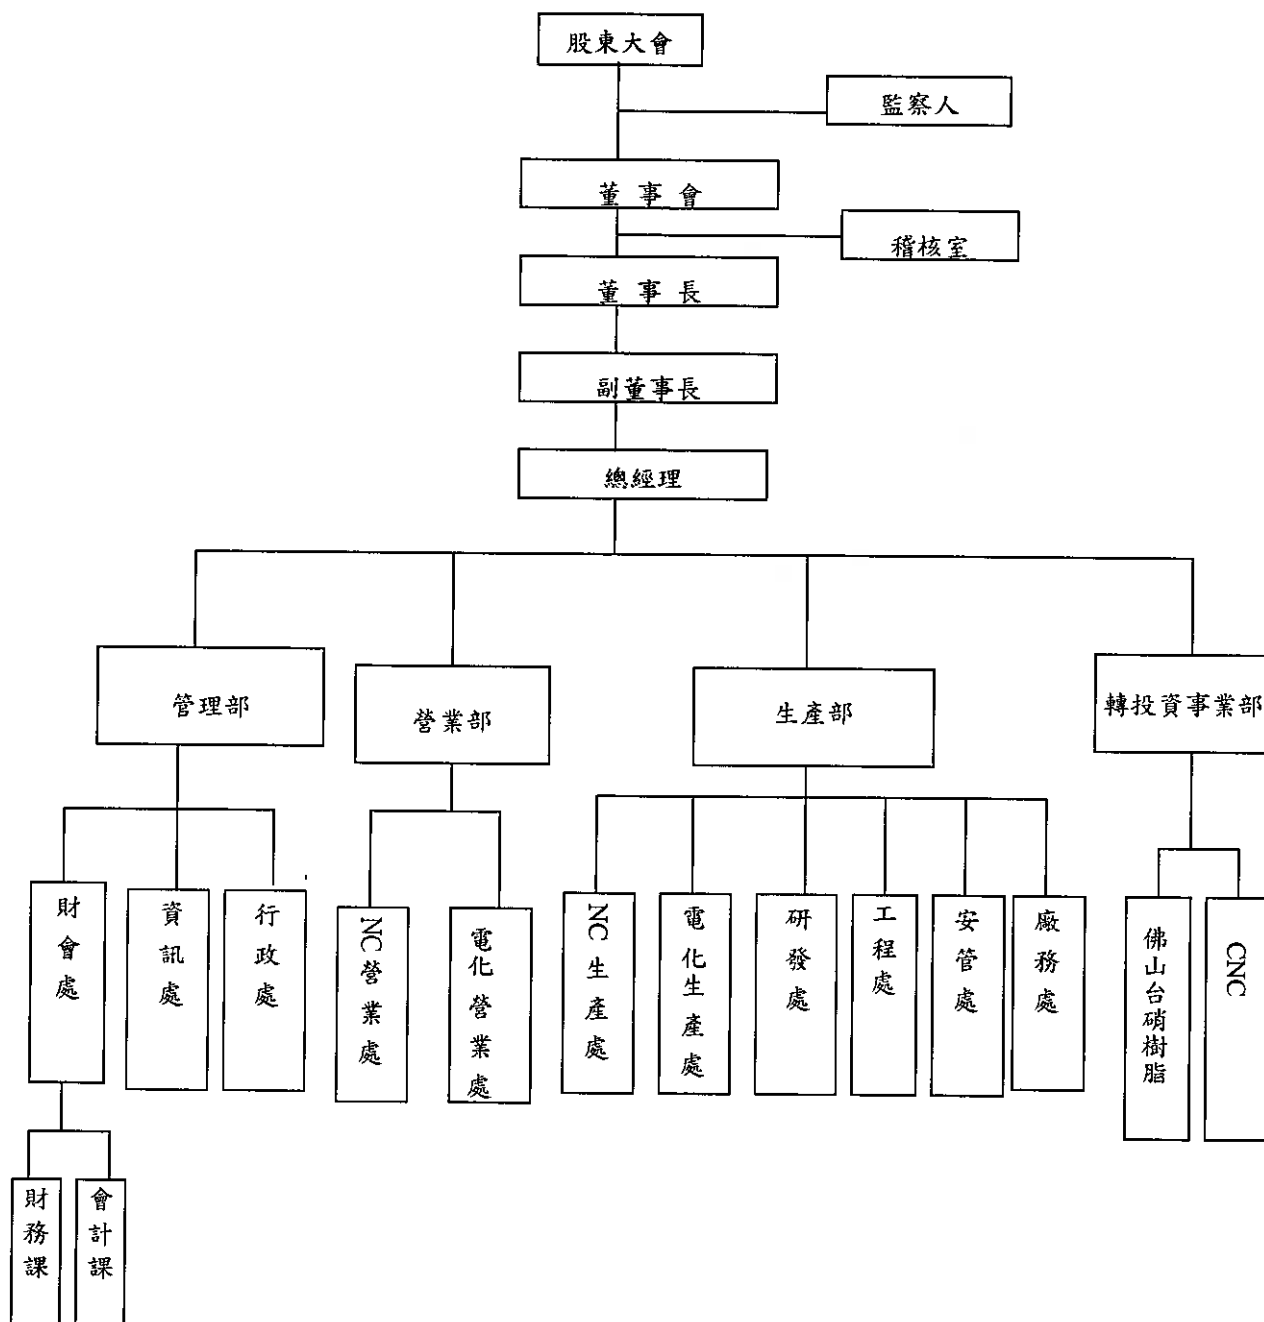 股東大會
監察人
董事會
稽核室
董事長
副董事長
總經理
管理部
營業部
生產部
轉投資事業部
財會處
資訊處
行政處
NC營業處
電化營業處
NC生產處
電化生產處
研發處
工程處
安管處
廠務處
佛山台硝樹脂
CNC
財務課
會計課